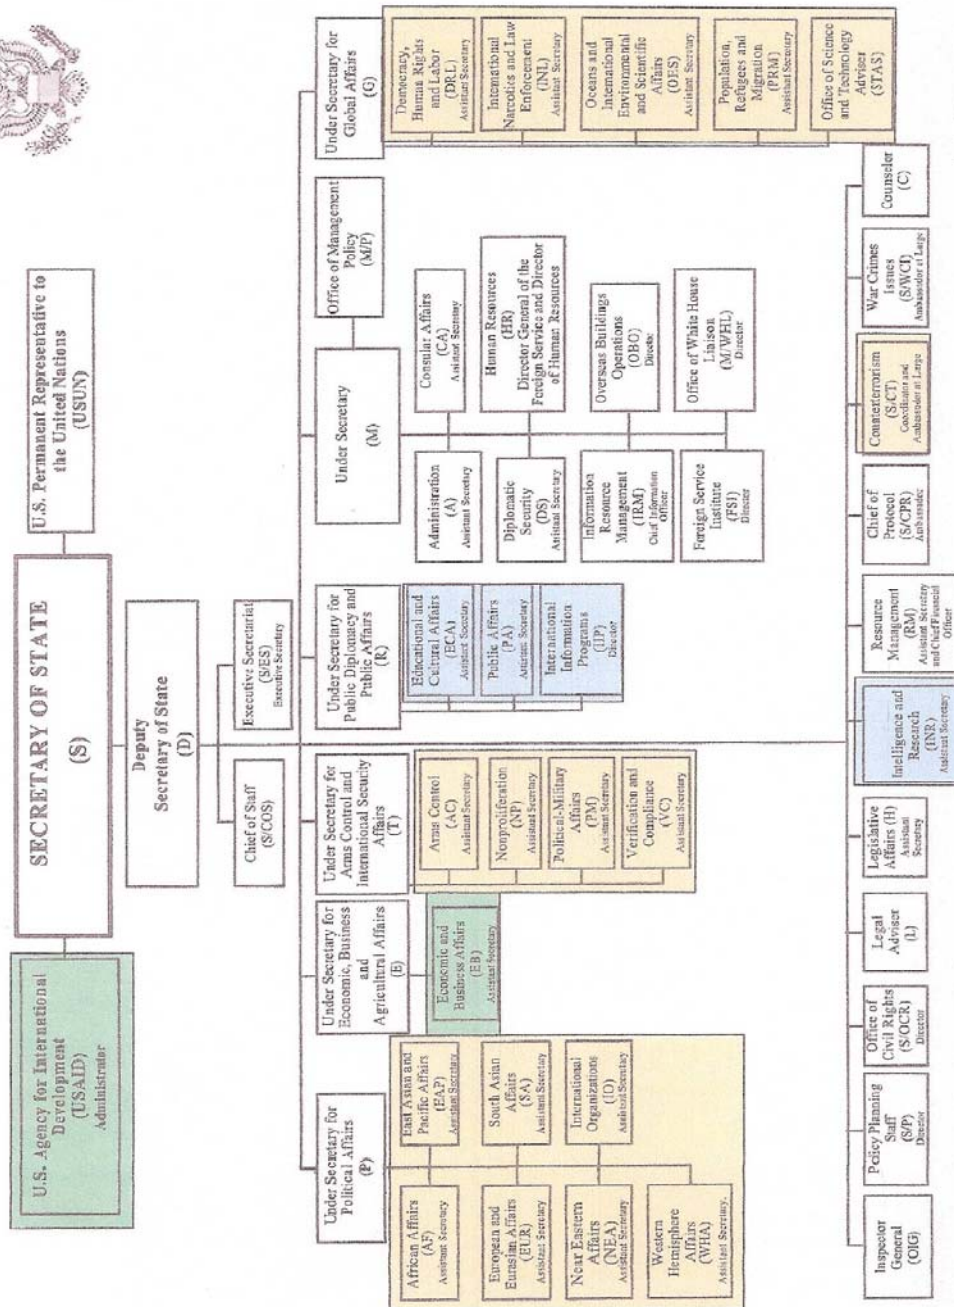 SECRETARY OF STATE
(S)
U.S. Agency for International
Development
(USAID)
Administrator
U.S. Permanent Representative to
the United Nations
(USUN)
Deputy
Secretary of State
(D)
Chief of Staff
(S/COS)
Executive Secretariat
(S/ES)
Executive Secretary
Under Secretary for
Political Affairs
(P)
Under Secretary for
Economic, Business
and
Agricultural Affairs
(E)
Under Secretary for
Arms Control and
International Security
Affairs
(T)
Under Secretary for
Public Diplomacy and
Public Affairs
(R)
Under Secretary
(M)
Office of Management
Policy
(M/P)
Under Secretary for
Global Affairs
(G)
African Affairs
(AF)
Assistant Secretary
East Asian and
Pacific Affairs
(EAP)
Assistant Secretary
European and
Eurasian Affairs
(EUR)
Assistant Secretary
South Asian
Affairs
(SA)
Assistant Secretary
Near Eastern
Affairs
(NEA)
Assistant Secretary
International
Organizations
(IO)
Assistant Secretary
Western
Hemisphere
Affairs
(WHA)
Assistant Secretary.
Economic and
Business Affairs
(EB)
Assistant Secretary
Arms Control
(AC)
Assistant Secretary
Nonproliferation
(NP)
Assistant Secretary
Political-Military
Affairs
(PM)
Assistant Secretary
Verification and
Compliance
(VC)
Assistant Secretary
Educational and
Cultural Affairs
(ECA)
Assistant Secretary
Public Affairs
(PA)
Assistant Secretary
International
Information
Programs
(IIP)
Director
Administration
(A)
Assistant Secretary
Consular Affairs
(CA)
Assistant Secretary
Diplomatic
Security
(DS)
Assistant Secretary
Human Resources
(HR)
Director General of the
Foreign Service and Director
of Human Resources
Information
Resource
Management
(IRM)
Chief Information
Officer
Overseas Buildings
Operations
(OBO)
Director
Foreign Service
Institute
(FSI)
Director
Office of White House
Liaison
(M/WHL)
Director
Democracy,
Human Rights
and Labor
(DRL)
Assistant Secretary
International
Narcotics and Law
Enforcement
(INL)
Assistant Secretary
Oceans and
International
Environmental
and Scientific
Affairs
(OES)
Assistant Secretary
Population,
Refugees and
Migration
(PRM)
Assistant Secretary
Office of Science
and Technology
Adviser
(STAS)
Inspector
General
(OIG)
Policy Planning
Staff
(S/P)
Director
Office of
Civil Rights
(S/OCR)
Director
Legal
Adviser
(L)
Legislative
Affairs (H)
Assistant
Secretary
Intelligence and
Research
(INR)
Assistant Secretary
Resource
Management
(RM)
Assistant Secretary
and Chief Financial
Officer
Chief of
Protocol
(S/CPR)
Ambassador
Counterterrorism
(S/CT)
Coordinator and
Ambassador at Large
War Crimes
Issues
(S/WCI)
Ambassador at Large
Counselor
(C)